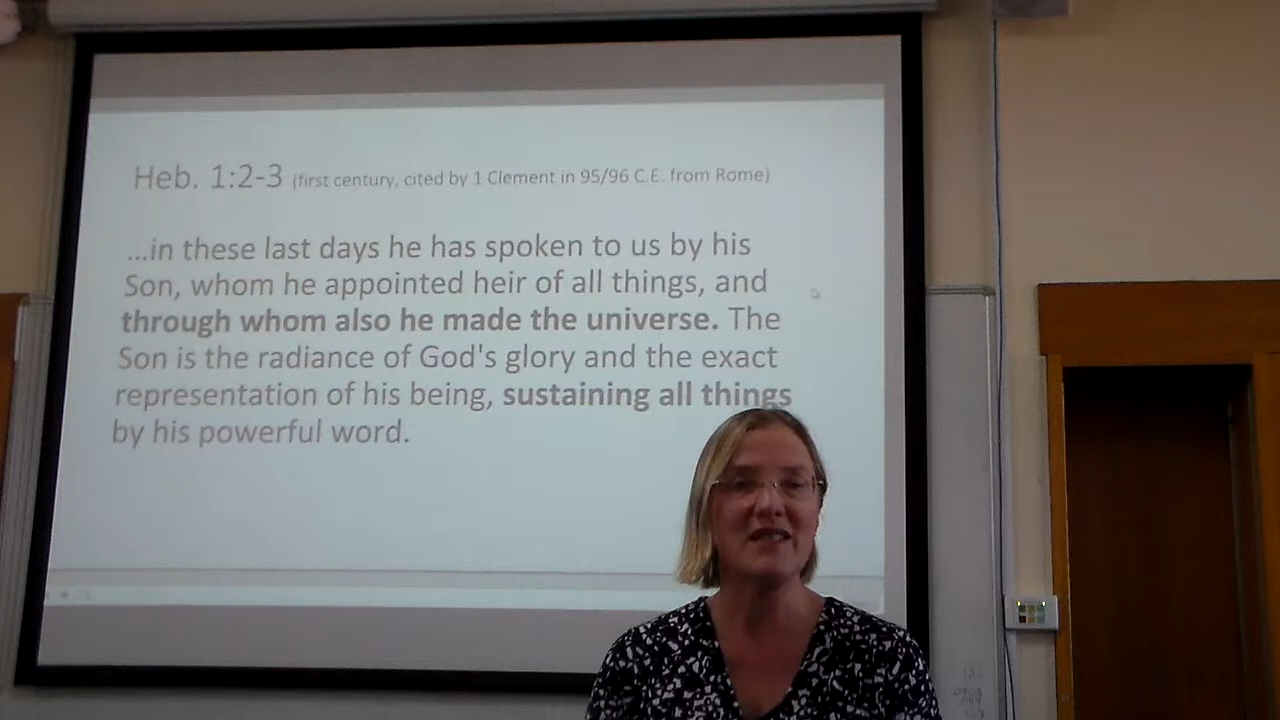 Heb. 1:2-3 (first century, cited by 1 Clement in 95/96 C.E. from Rome)
...in these last days he has spoken to us by his
Son, whom he appointed heir of all things, and
through whom also he made the universe. The
Son is the radiance of God's glory and the exact
representation of his being, sustaining all things
by his powerful word.